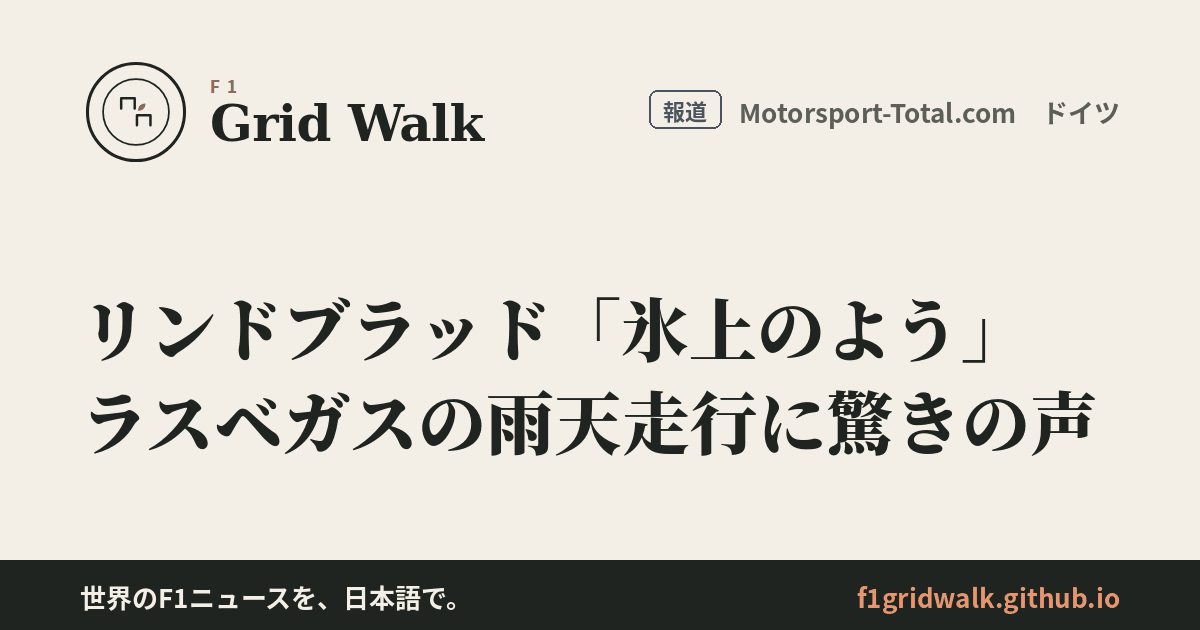 F1
Grid Walk
報道 Motorsport-Total.com ドイツ
リンドブラッド「氷上のよう」
ラスベガスの雨天走行に驚きの声
世界のF1ニュースを、日本語で。
f1gridwalk.github.io